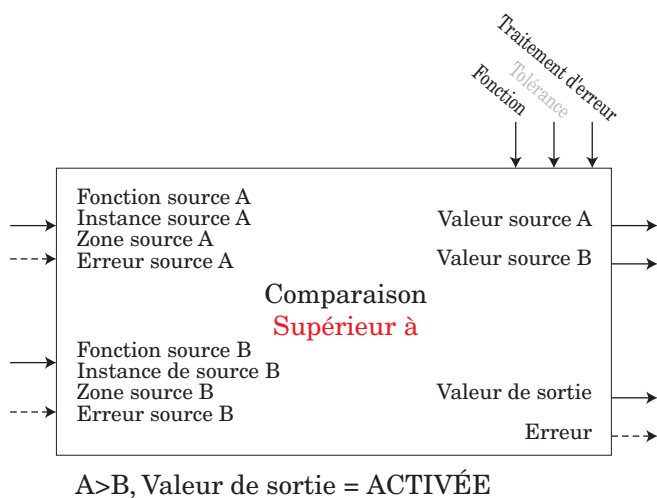 Fonction
Tolérance
Traitement d'erreur
Fonction source A
Instance source A
Zone source A
Erreur source A
Valeur source A
Valeur source B
Comparaison
Supérieur à
Fonction source B
Instance de source B
Zone source B
Erreur source B
Valeur de sortie
Erreur
A>B, Valeur de sortie = ACTIVÉE